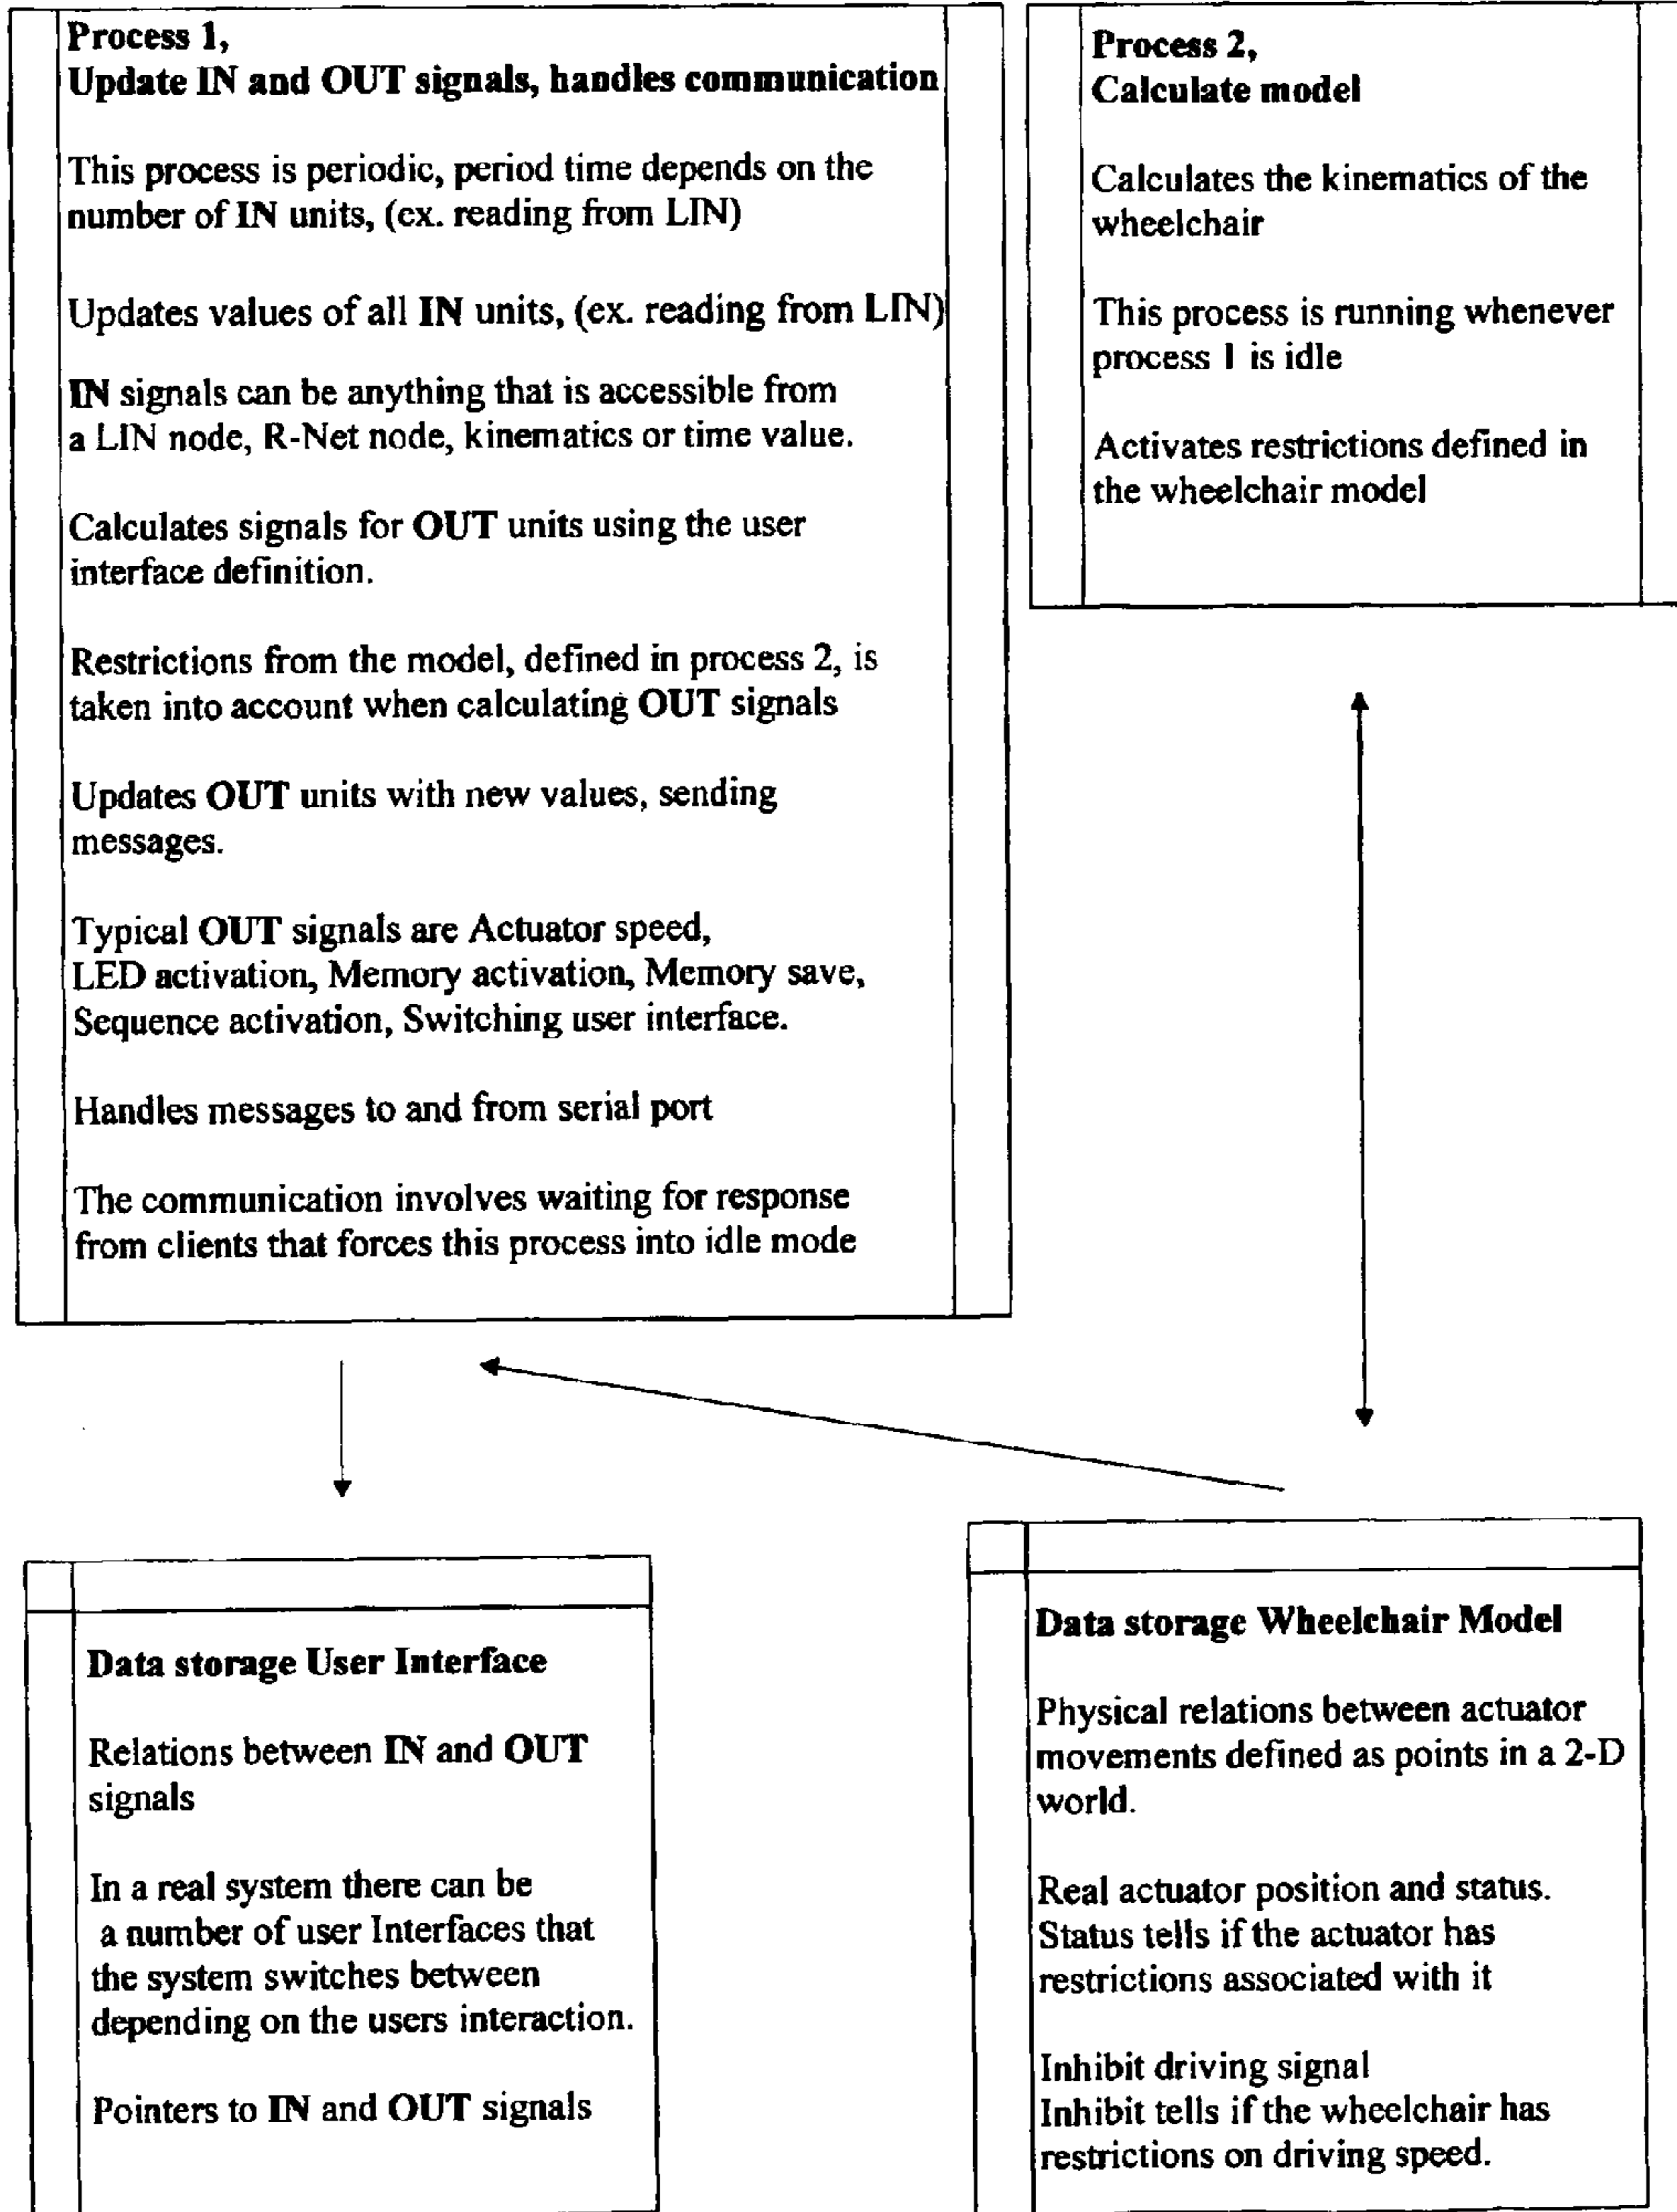 Process 1,
Update IN and OUT signals, handles communication
This process is periodic, period time depends on the
number of IN units, (ex. reading from LIN)
Updates values of all IN units, (ex. reading from LIN)
IN signals can be anything that is accessible from
a LIN node, R-Net node, kinematics or time value.
Calculates signals for OUT units using the user
interface definition.
Restrictions from the model, defined in process 2, is
taken into account when calculating OUT signals
Updates OUT units with new values, sending
messages.
Typical OUT signals are Actuator speed,
LED activation, Memory activation, Memory save,
Sequence activation, Switching user interface.
Handles messages to and from serial port
The communication involves waiting for response
from clients that forces this process into idle mode
Process 2,
Calculate model
Calculates the kinematics of the
wheelchair
This process is running whenever
process 1 is idle
Activates restrictions defined in
the wheelchair model
Data storage User Interface
Relations between IN and OUT
signals
In a real system there can be
a number of user Interfaces that
the system switches between
depending on the users interaction.
Pointers to IN and OUT signals
Data storage Wheelchair Model
Physical relations between actuator
movements defined as points in a 2-D
world.
Real actuator position and status.
Status tells if the actuator has
restrictions associated with it
Inhibit driving signal
Inhibit tells if the wheelchair has
restrictions on driving speed.